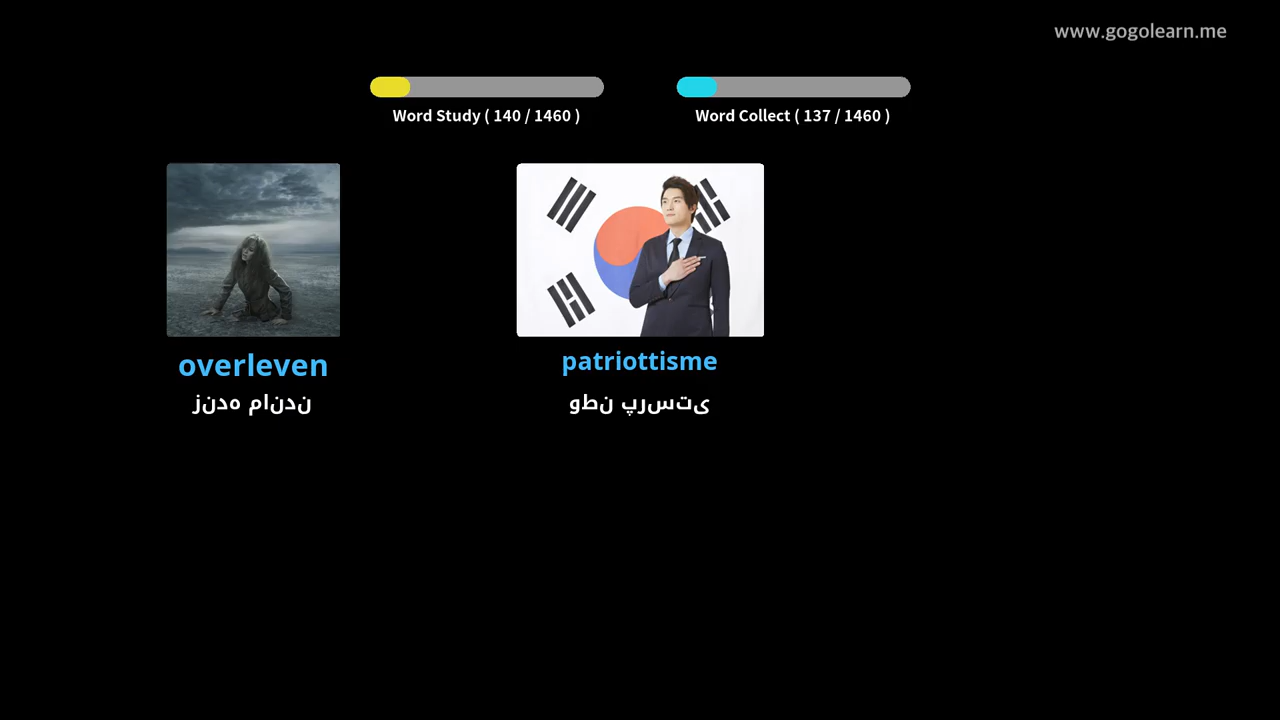 www.gogolearn.me
Word Study ( 140 / 1460 )
Word Collect ( 137 / 1460 )
overleven
زنده ماندن
patriottisme
وطن پرستی